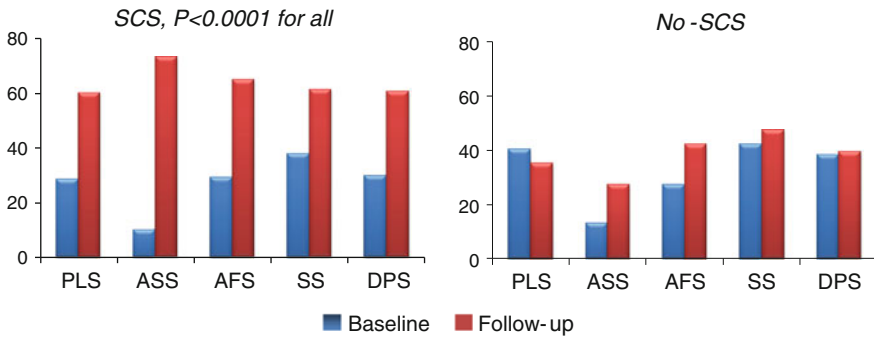 SCS, P<0.0001 for all
80
60
40
20
0
PLS ASS AFS SS DPS
No -SCS
80
60
40
20
0
PLS ASS AFS SS DPS
Baseline Follow-up